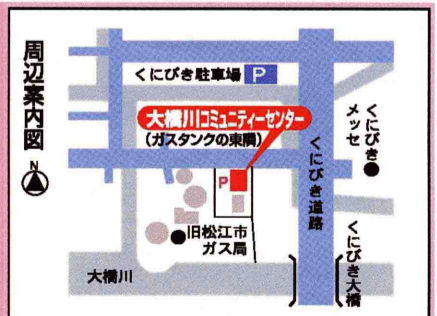 周辺案内図
N
くにびき駐車場 P
大橋川コミュニティーセンター
(ガスタンクの東隣)
P
くにびき道路
くにびき
メッセ
旧松江市
ガス局
大橋川
くにびき大橋